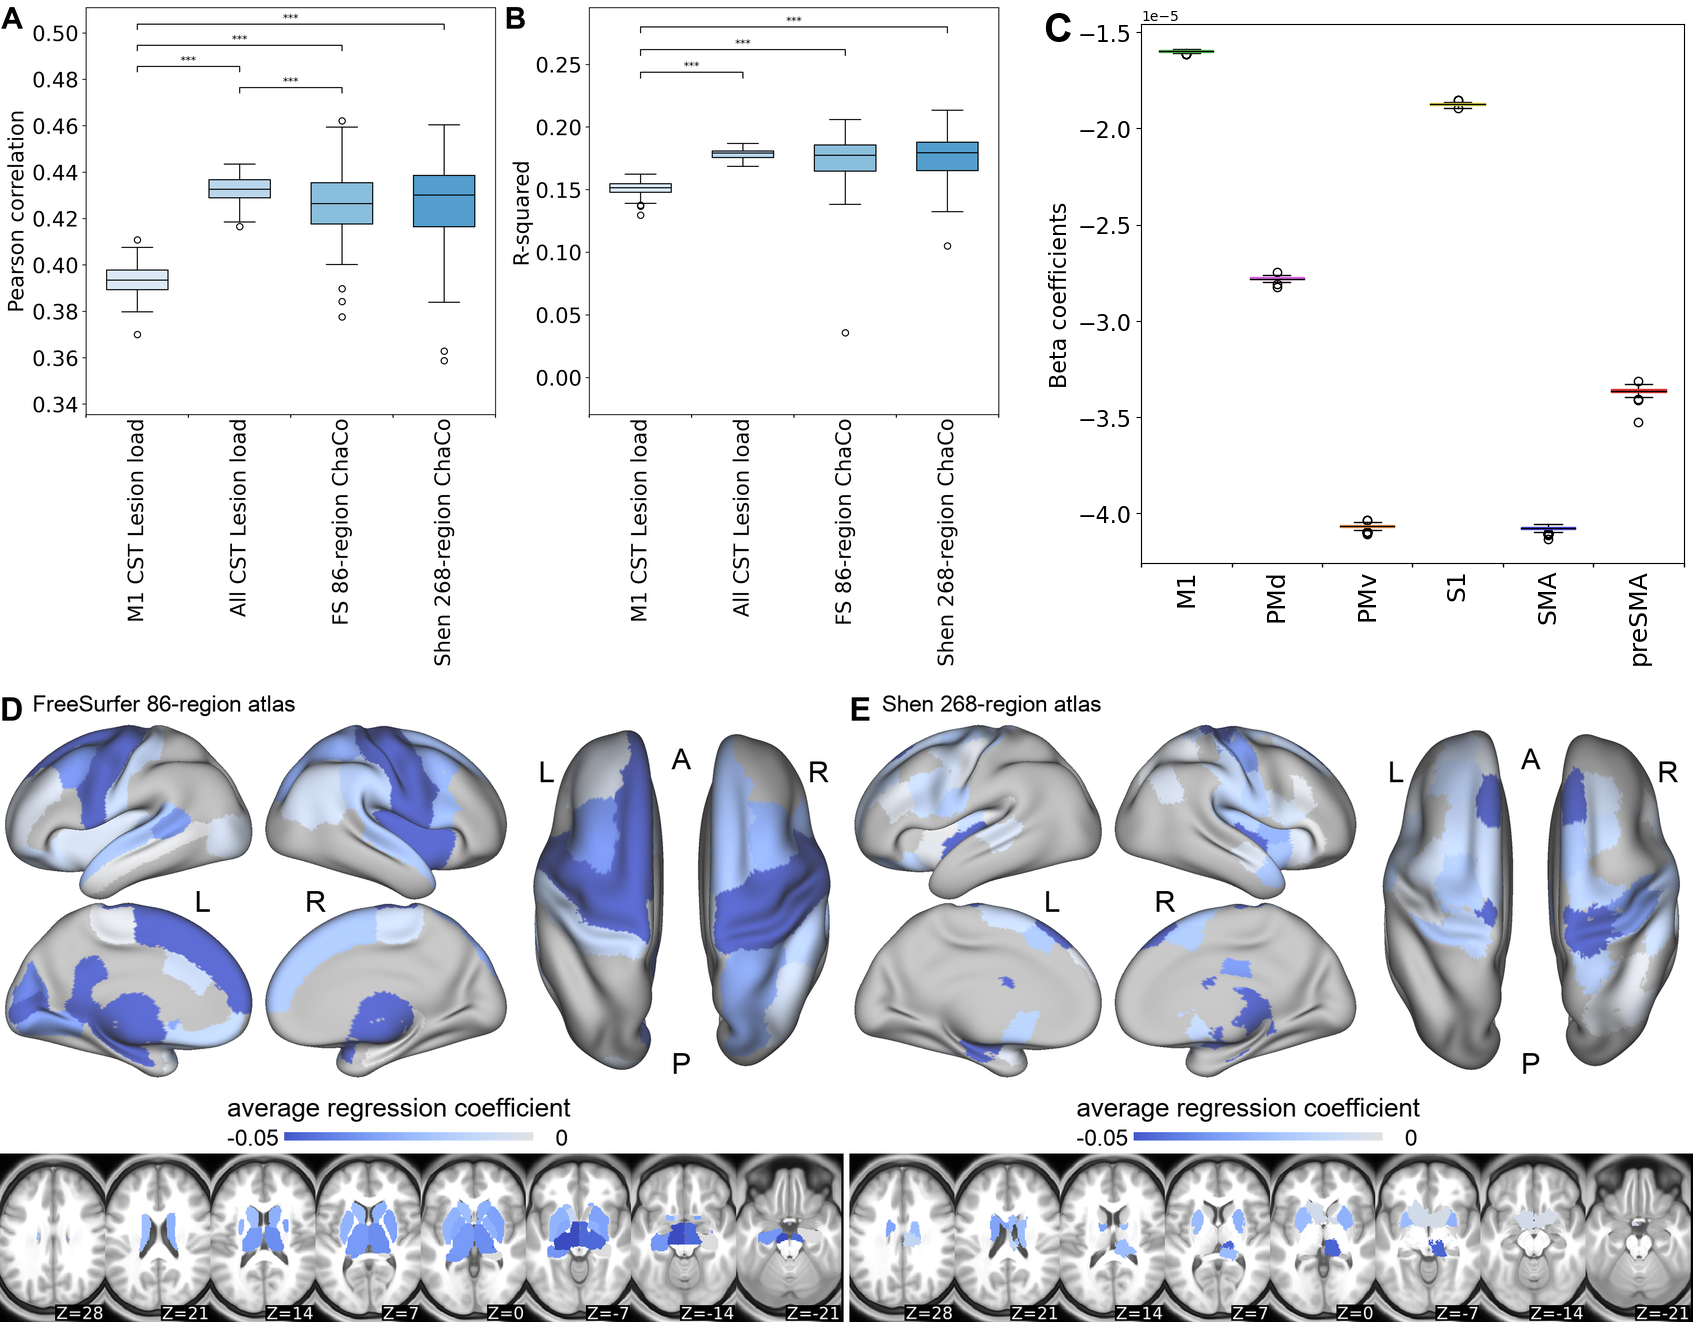 A
0.50
0.48
0.46
0.44
0.42
0.40
0.38
0.36
0.34
Pearson correlation
***
***
***
***
M1 CST Lesion load
All CST Lesion load
FS 86-region ChaCo
Shen 268-region ChaCo
B
0.25
0.20
0.15
0.10
0.05
0.00
R-squared
***
***
***
M1 CST Lesion load
All CST Lesion load
FS 86-region ChaCo
Shen 268-region ChaCo
C
1e−5
−1.5
−2.0
−2.5
−3.0
−3.5
−4.0
Beta coefficients
M1
PMd
PMv
S1
SMA
preSMA
D FreeSurfer 86-region atlas
L A R
L R
P
average regression coefficient
-0.05 0
Z=28 Z=21 Z=14 Z=7 Z=0 Z=-7 Z=-14 Z=-21
E Shen 268-region atlas
L A R
L R
P
average regression coefficient
-0.05 0
Z=28 Z=21 Z=14 Z=7 Z=0 Z=-7 Z=-14 Z=-21